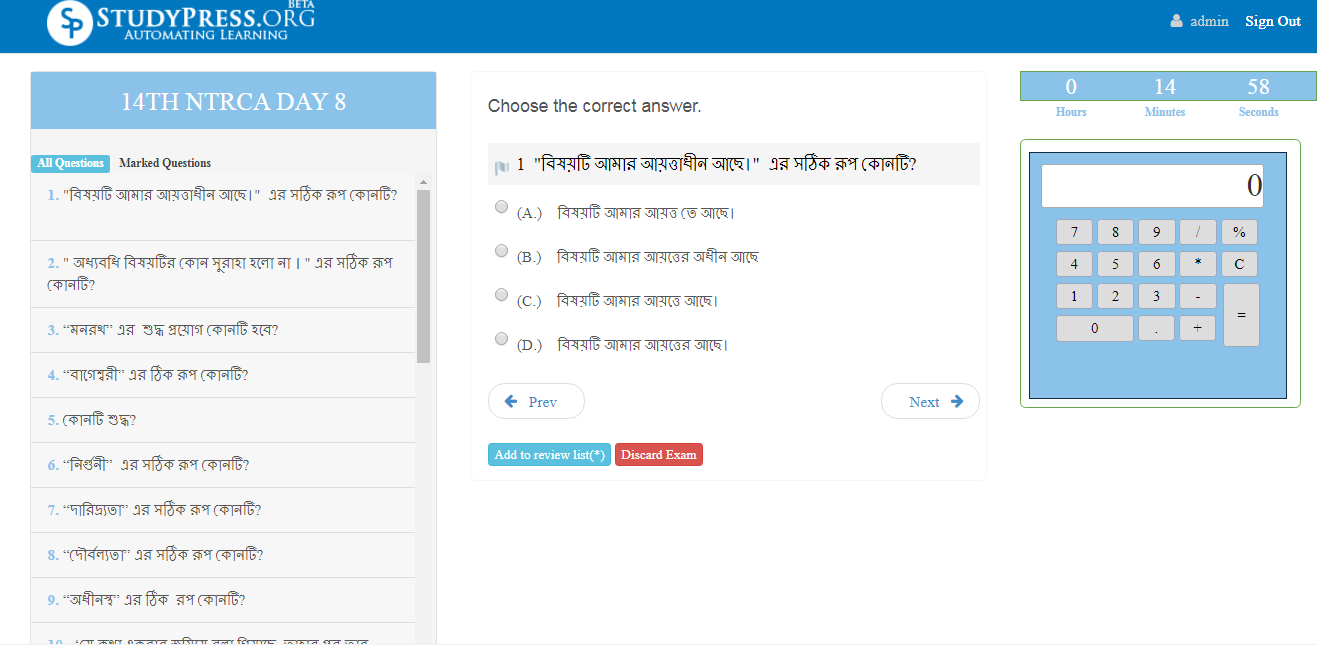 STUDYPRESS.ORG
BETA
AUTOMATING LEARNING
admin Sign Out
14TH NTRCA DAY 8
All Questions Marked Questions
1. "বিষয়টি আমার আয়ত্তাধীন আছে।" এর সঠিক রূপ কোনটি?
2. " অধ্যবধি বিষয়টির কোন সুরাহা হলো না । " এর সঠিক রূপ
কোনটি?
3. “মনরথ” এর শুদ্ধ প্রয়োগ কোনটি হবে?
4. “বাগেশ্বরী” এর ঠিক রূপ কোনটি?
5. কোনটি শুদ্ধ?
6. “নির্গুনী” এর সঠিক রূপ কোনটি?
7. “দারিদ্র্যতা” এর সঠিক রূপ কোনটি?
8. “দৌর্বল্যতা” এর সঠিক রূপ কোনটি?
9. “অধীনস্থ” এর ঠিক রপ কোনটি?
10.
Choose the correct answer.
1 "বিষয়টি আমার আয়ত্তাধীন আছে।" এর সঠিক রূপ কোনটি?
(A.) বিষয়টি আমার আয়ত্ত তে আছে।
(B.) বিষয়টি আমার আয়ত্তের অধীন আছে
(C.) বিষয়টি আমার আয়ত্তে আছে।
(D.) বিষয়টি আমার আয়ত্তের আছে।
Prev Next
Add to review list(*) Discard Exam
0 14 58
Hours Minutes Seconds
0
7 8 9 / %
4 5 6 * C
1 2 3 - =
0 . +